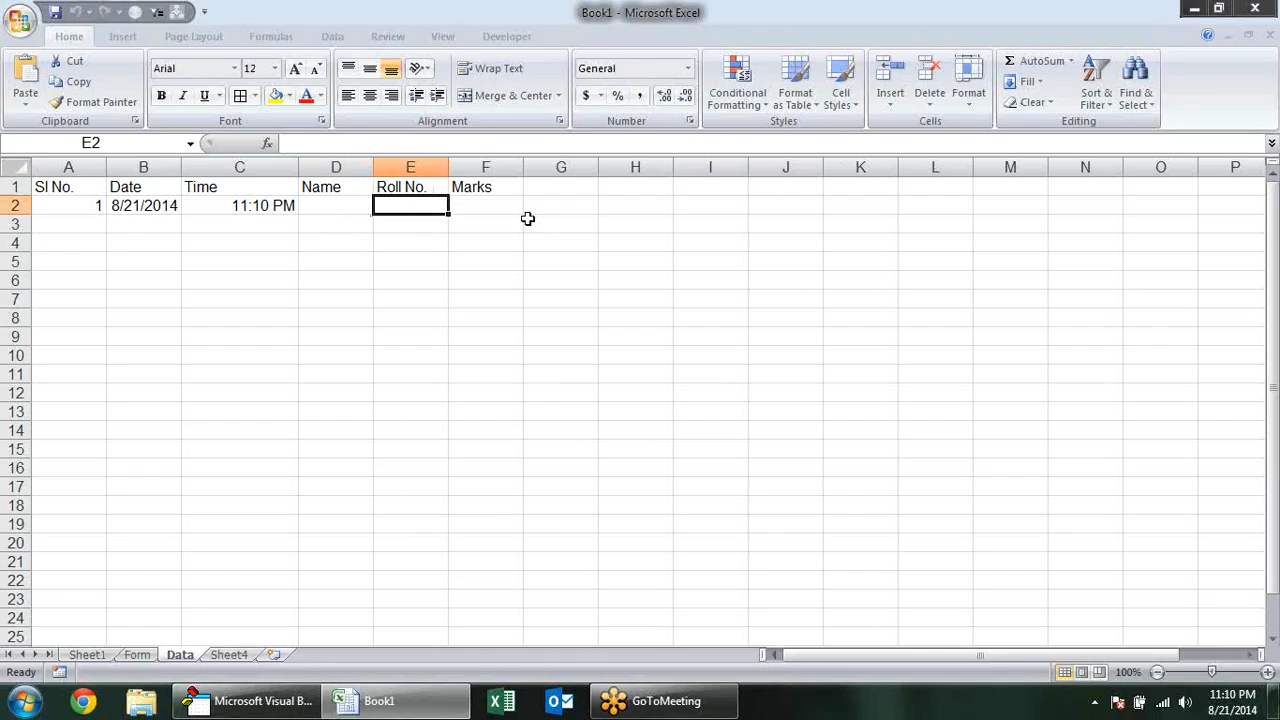 Book1 - Microsoft Excel
Home Insert Page Layout Formulas Data Review View Developer
Paste
Cut
Copy
Format Painter
Clipboard
Arial 12
B I U
Font
Wrap Text
Merge & Center
Alignment
General
$ % ,
Number
Conditional Formatting
Format as Table
Cell Styles
Styles
Insert Delete Format
Cells
Σ AutoSum
Fill
Clear
Sort & Filter
Find & Select
Editing
E2 fx
A B C D E F G H I J K L M N O P
1 Sl No. Date Time Name Roll No. Marks
2 1 8/21/2014 11:10 PM
3
4
5
6
7
8
9
10
11
12
13
14
15
16
17
18
19
20
21
22
23
24
25
Sheet1 Form Data Sheet4
Ready 100%
Microsoft Visual B... Book1 GoToMeeting 11:10 PM
8/21/2014